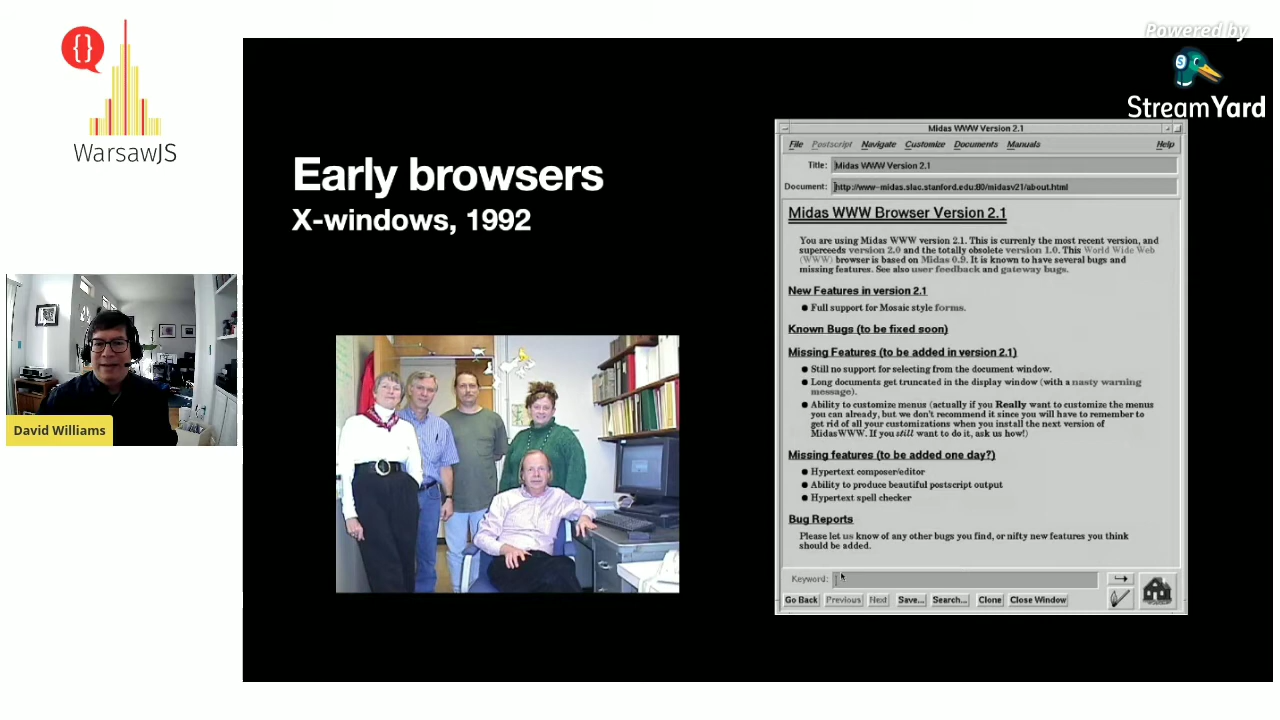 {}
WarsawJS
Powered by
StreamYard
David Williams
Early browsers
X-windows, 1992
Midas WWW Version 2.1
File Postscript Navigate Customize Documents Manuals Help
Title: Midas WWW Version 2.1
Document: http://www-midas.slac.stanford.edu:80/midasv21/about.html
Midas WWW Browser Version 2.1
You are using Midas WWW version 2.1. This is currenly the most recent version, and
superceeds version 2.0 and the totally obsolete version 1.0. This World Wide Web
(WWW) browser is based on Midas 0.9. It is known to have several bugs and
missing features. See also user feedback and gateway bugs.
New Features in version 2.1
● Full support for Mosaic style forms.
Known Bugs (to be fixed soon)
Missing Features (to be added in version 2.1)
● Still no support for selecting from the document window.
● Long documents get truncated in the display window (with a nasty warning
message).
● Ability to customize menus (actually if you Really want to customize the menus
you can already, but we don't recommend it since you will have to remember to
get rid of all your customizations when you install the next version of
MidasWWW. If you still want to do it, ask us how!)
Missing features (to be added one day?)
● Hypertext composer/editor
● Ability to produce beautiful postscript output
● Hypertext spell checker
Bug Reports
Please let us know of any other bugs you find, or nifty new features you think
should be added.
Keyword:
Go Back Previous Next Save... Search... Clone Close Window